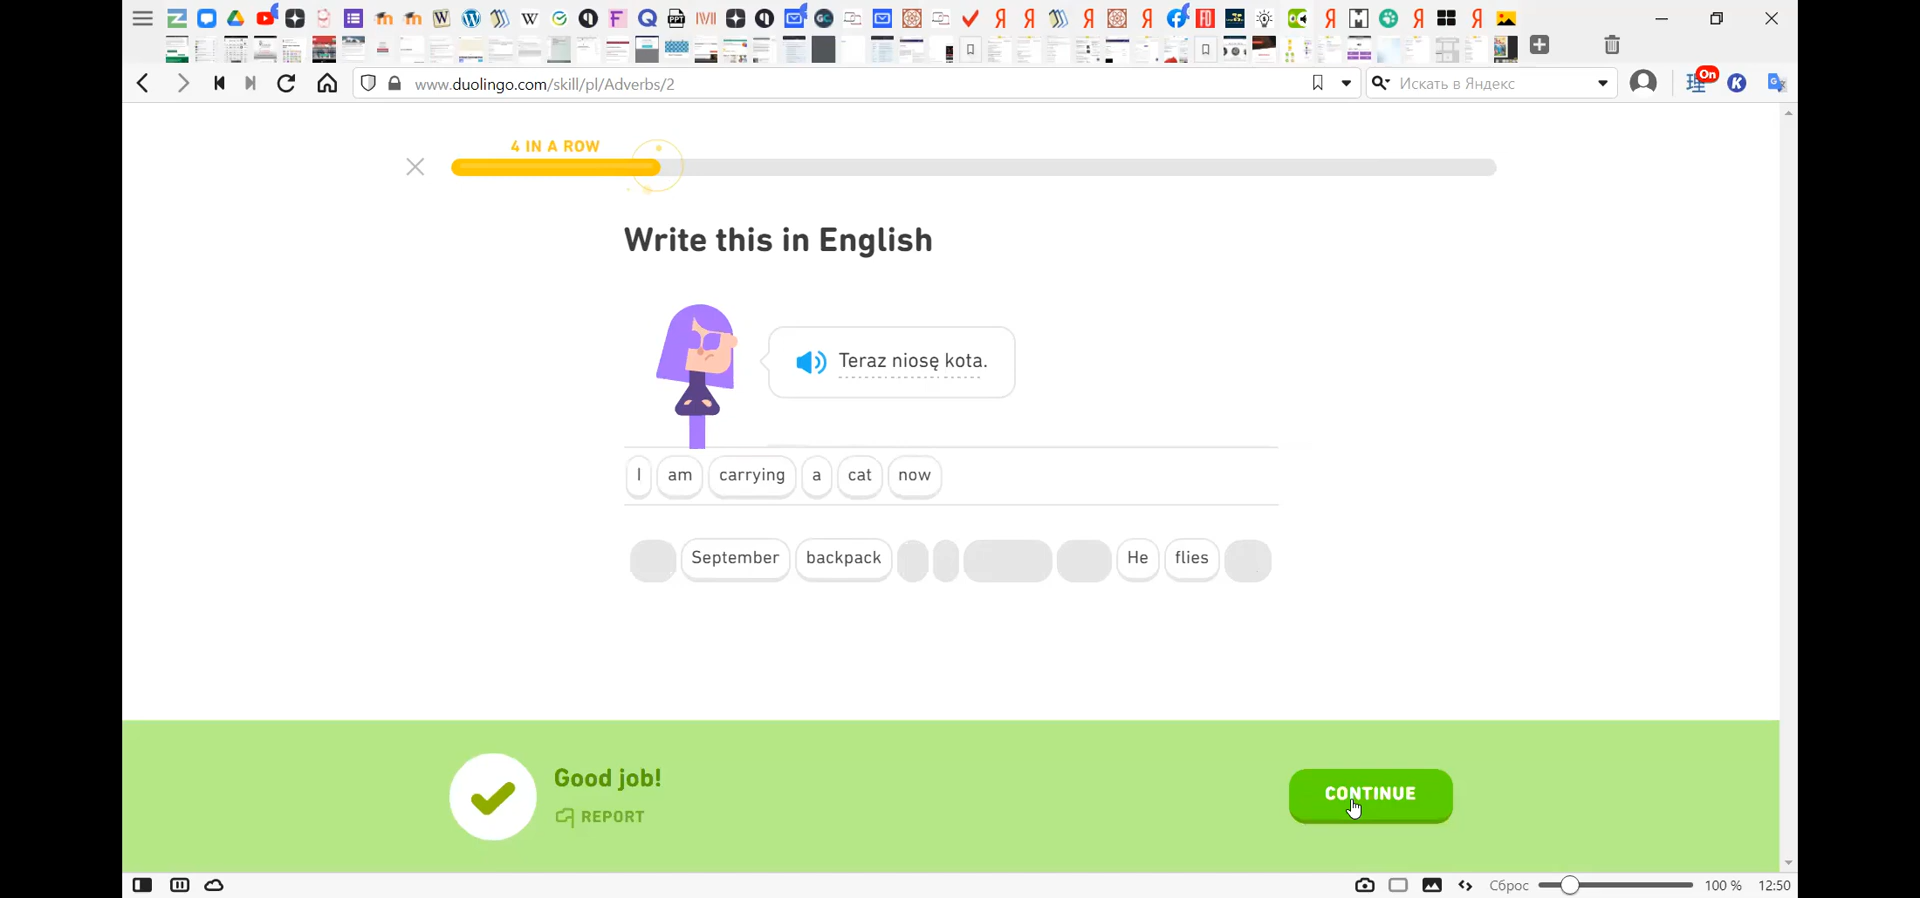 www.duolingo.com/skill/pl/Adverbs/2
Искать в Яндекс
On
4 IN A ROW
Write this in English
Teraz niosę kota.
I am carrying a cat now
September backpack He flies
Good job!
REPORT
CONTINUE
Сброс 100 % 12:50